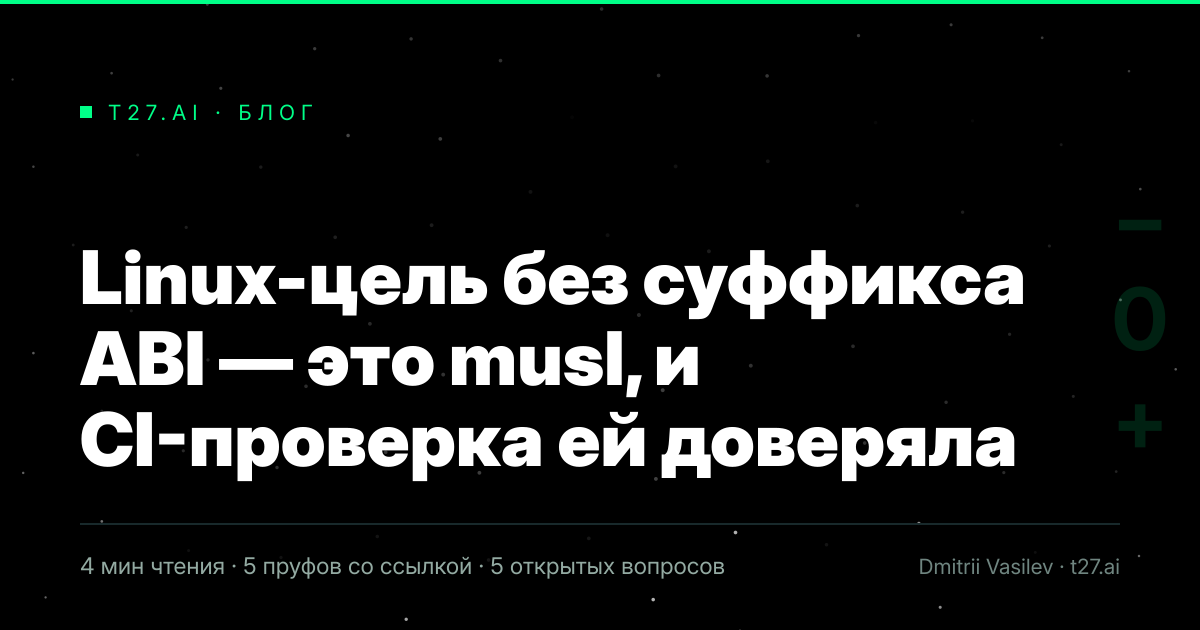 T27.AI · БЛОГ
Linux-цель без суффикса
ABI — это musl, и
CI-проверка ей доверяла
−
0
+
4 мин чтения · 5 пруфов со ссылкой · 5 открытых вопросов
Dmitrii Vasilev · t27.ai